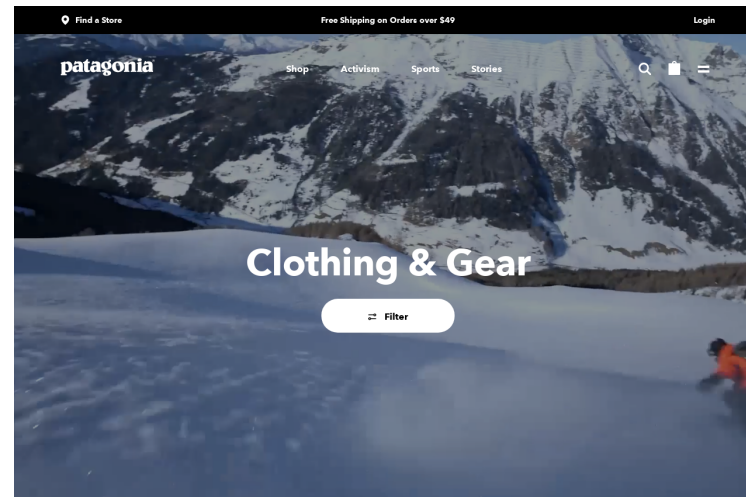 Find a Store
Free Shipping on Orders over $49
Login
patagonia
Shop
Activism
Sports
Stories
Clothing & Gear
Filter